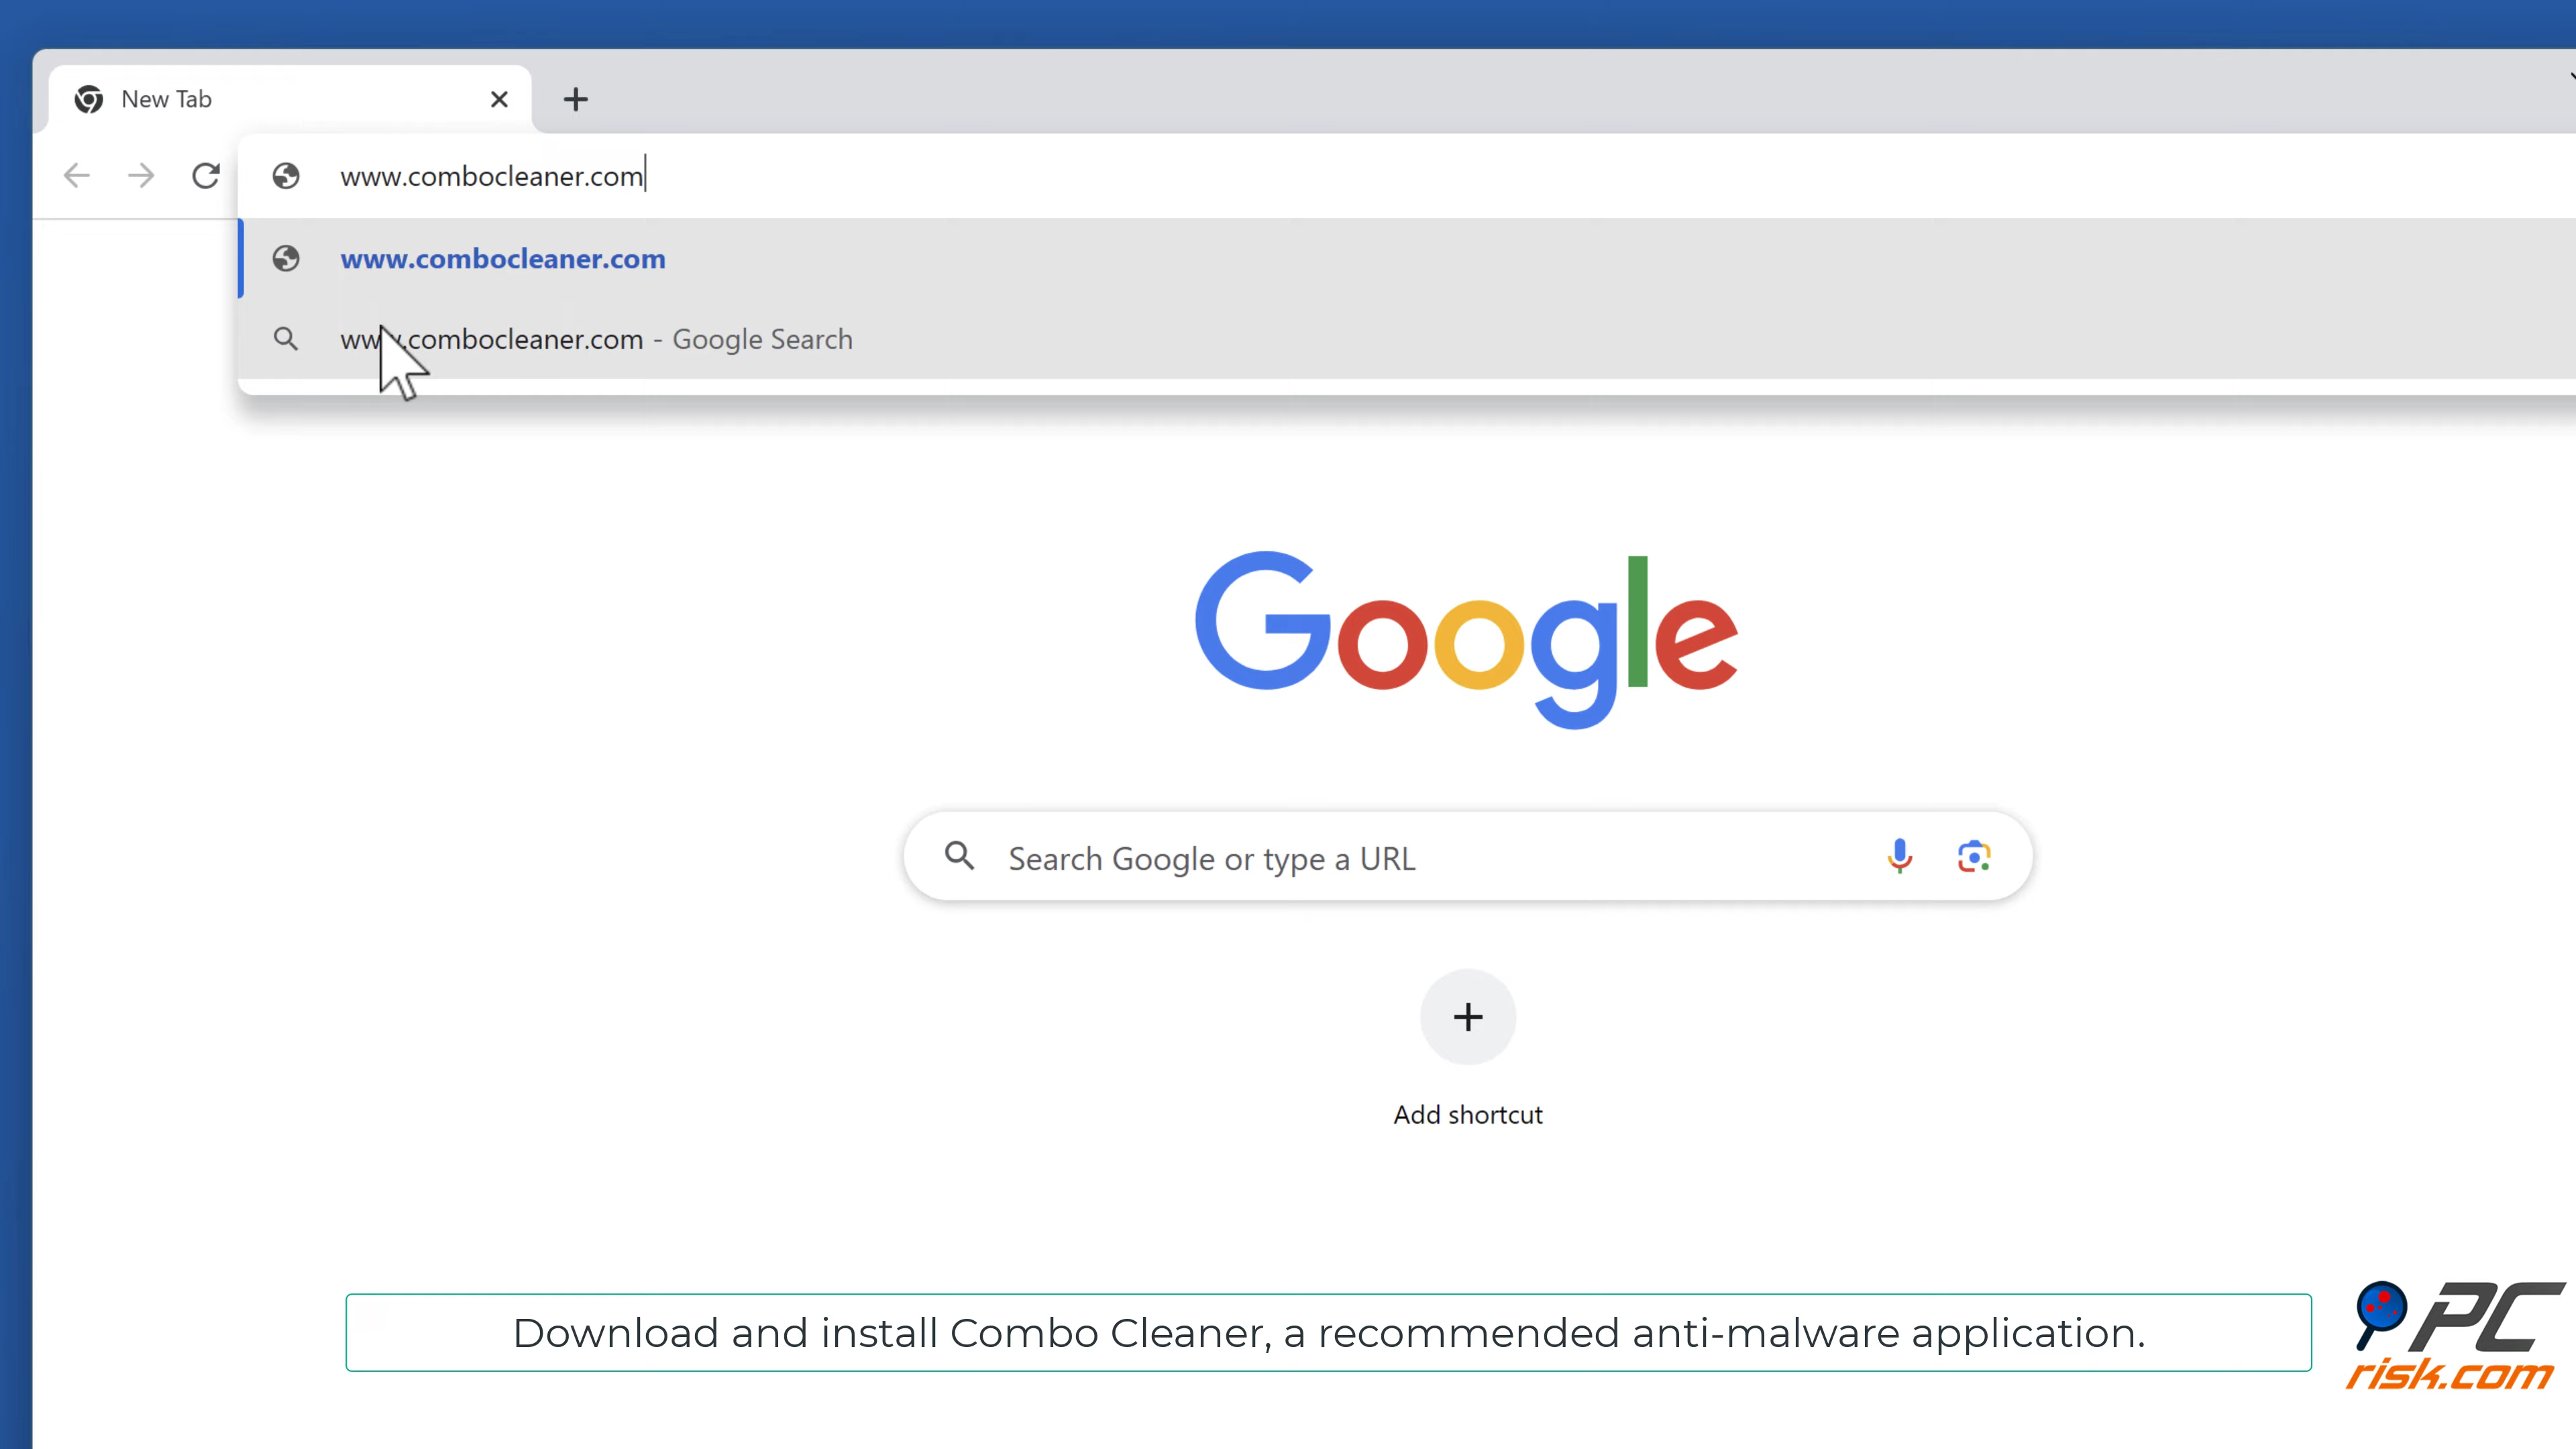 New Tab
www.combocleaner.com
www.combocleaner.com
www.combocleaner.com - Google Search
Google
Search Google or type a URL
Add shortcut
Download and install Combo Cleaner, a recommended anti-malware application.
PC
risk.com